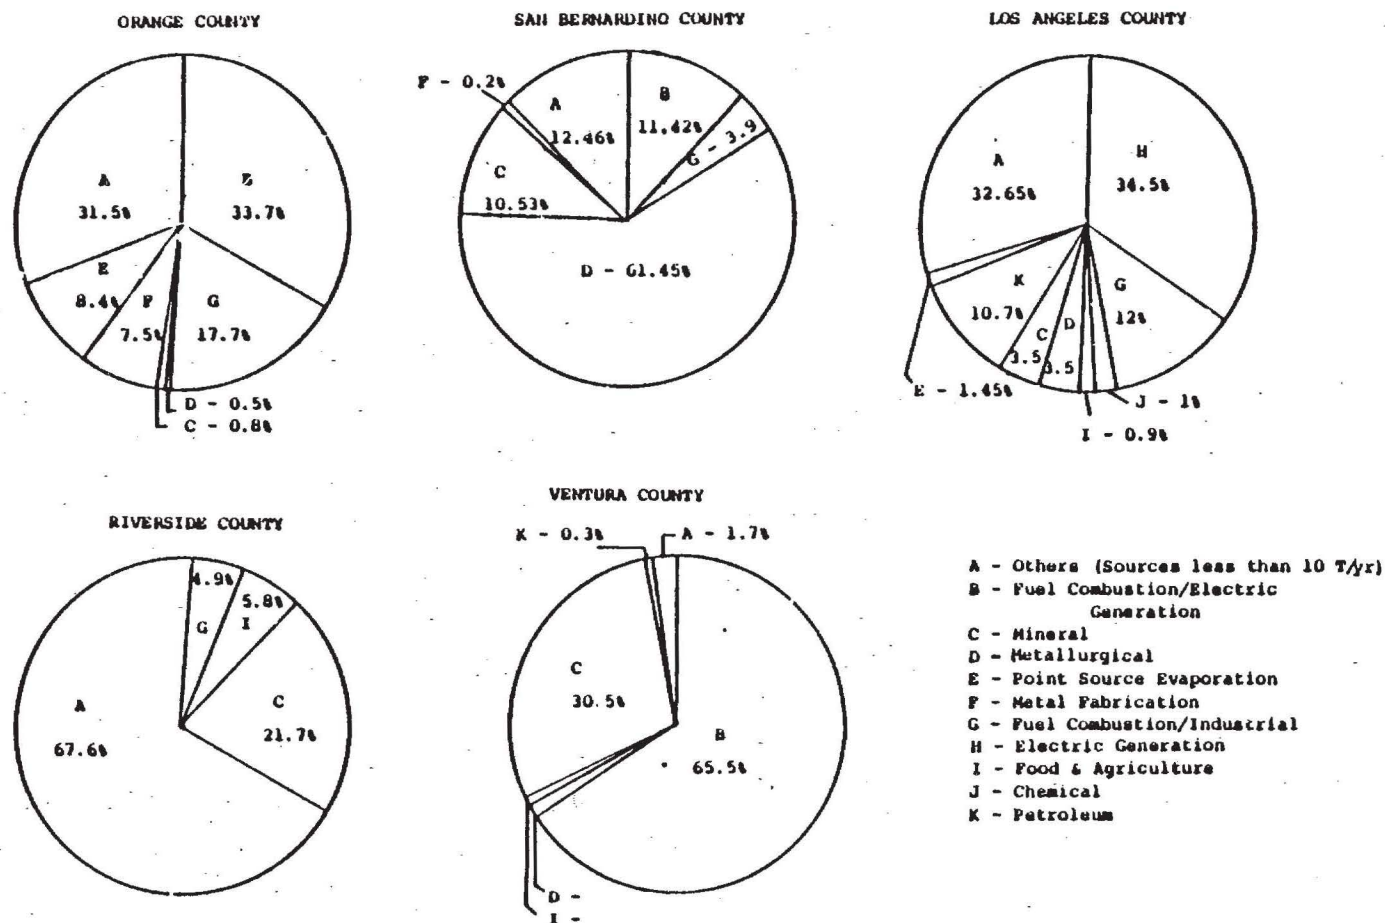 ORANGE COUNTY
A
31.5%
B
33.7%
E
8.4%
F
7.5%
G
17.7%
D - 0.5%
C - 0.8%
SAN BERNARDINO COUNTY
F - 0.2%
A
12.46%
B
11.42%
G - 3.9
C
10.53%
D - 61.45%
LOS ANGELES COUNTY
A
32.65%
H
34.5%
K
10.7%
C
3.5
D
3.5
G
12%
E - 1.45%
J - 1%
I - 0.9%
RIVERSIDE COUNTY
4.9%
G
5.8%
I
A
67.6%
C
21.7%
VENTURA COUNTY
K - 0.3%
A - 1.7%
C
30.5%
B
65.5%
D -
I -
A - Others (Sources less than 10 T/yr)
B - Fuel Combustion/Electric
Generation
C - Mineral
D - Metallurgical
E - Point Source Evaporation
F - Metal Fabrication
G - Fuel Combustion/Industrial
H - Electric Generation
I - Food & Agriculture
J - Chemical
K - Petroleum